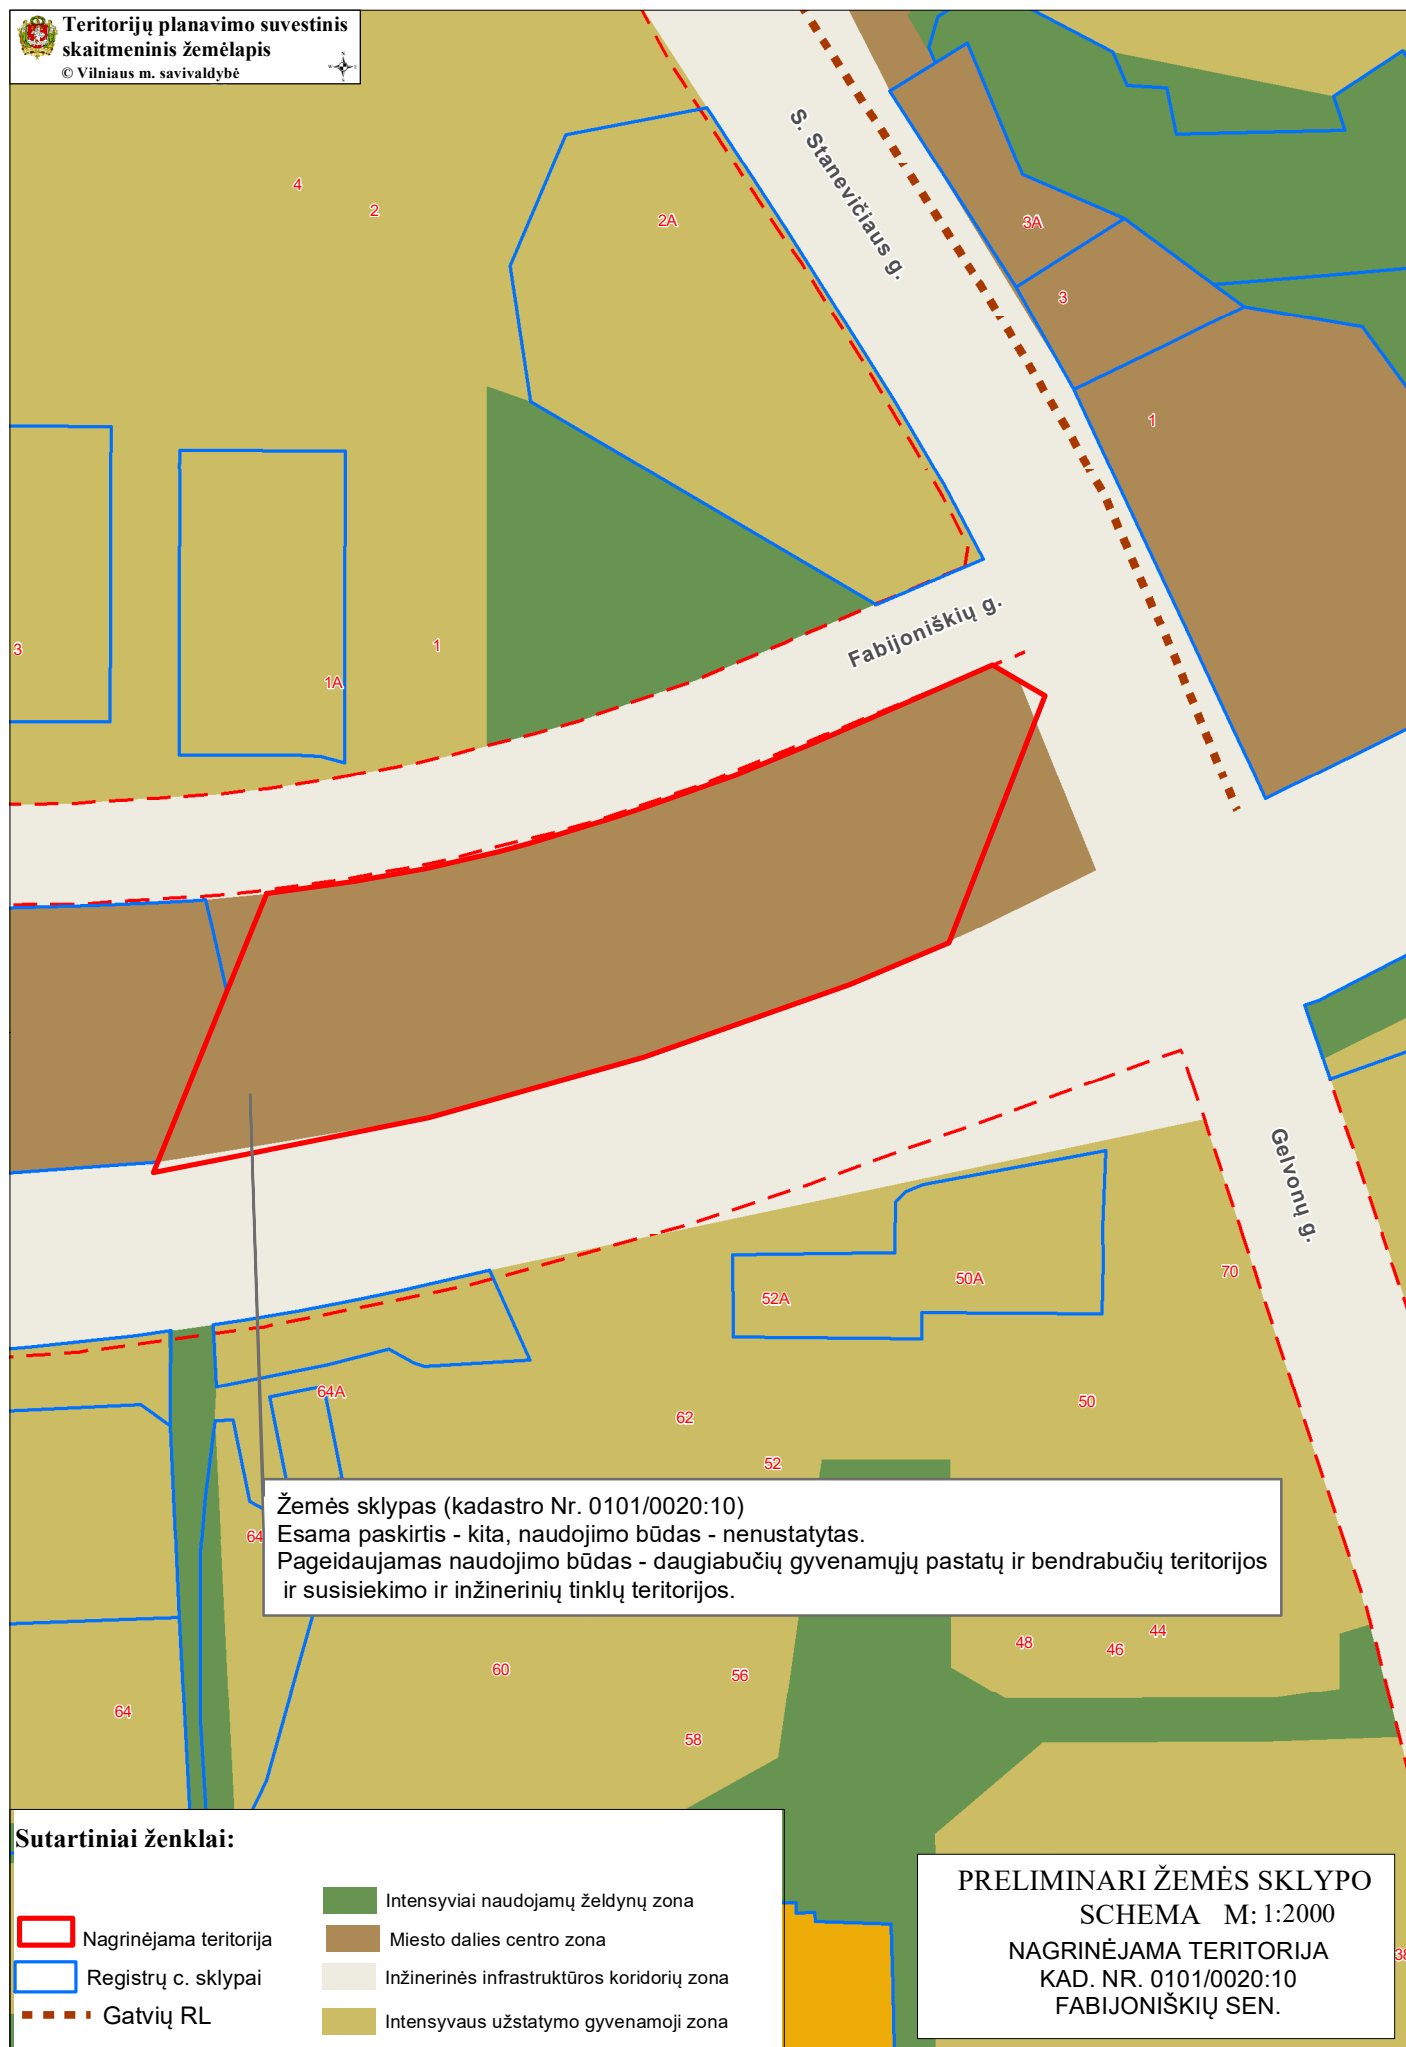 Teritorijų planavimo suvestinis
skaitmeninis žemėlapis
© Vilniaus m. savivaldybė
4
2
2A
S. Stanevičiaus g.
3A
3
1
3
1A
1
Fabijoniškių g.
Gelvonų g.
70
50A
52A
50
64A
62
52
64
Žemės sklypas (kadastro Nr. 0101/0020:10)
Esama paskirtis - kita, naudojimo būdas - nenustatytas.
Pageidaujamas naudojimo būdas - daugiabučių gyvenamųjų pastatų ir bendrabučių teritorijos
ir susisiekimo ir inžinerinių tinklų teritorijos.
44
48
46
60
56
64
58
38
Sutartiniai ženklai:
Nagrinėjama teritorija
Registrų c. sklypai
Gatvių RL
Intensyviai naudojamų želdynų zona
Miesto dalies centro zona
Inžinerinės infrastruktūros koridorių zona
Intensyvaus užstatymo gyvenamoji zona
PRELIMINARI ŽEMĖS SKLYPO
SCHEMA M: 1:2000
NAGRINĖJAMA TERITORIJA
KAD. NR. 0101/0020:10
FABIJONIŠKIŲ SEN.